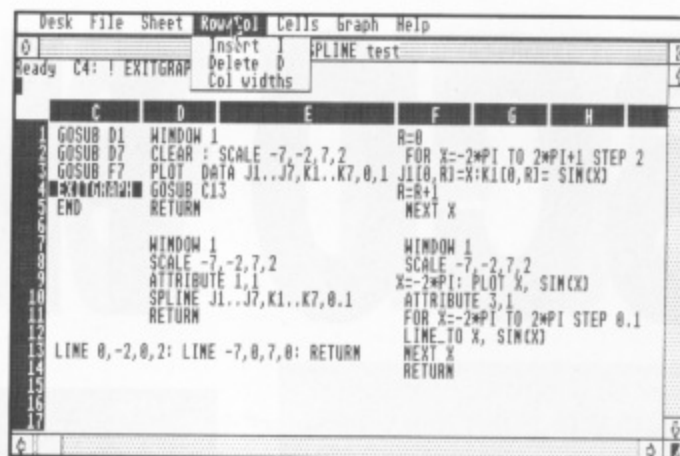 Desk File Sheet Row/Col Cells Graph Help
Insert I
Delete D
Col widths
SPLINE test
Ready C4: ! EXITGRAP
C D E F G H
1 GOSUB D1 WINDOW 1 R=0
2 GOSUB D7 CLEAR : SCALE -7,-2,7,2 FOR X=-2*PI TO 2*PI+1 STEP 2
3 GOSUB F7 PLOT DATA J1..J7,K1..K7,0,1 J1[0,R]=X:K1[0,R]= SIN(X)
4 EXITGRAPH GOSUB C13 R=R+1
5 END RETURN NEXT X
6
7 WINDOW 1 WINDOW 1
8 SCALE -7,-2,7,2 SCALE -7,-2,7,2
9 ATTRIBUTE 1,1 X=-2*PI: PLOT X, SIN(X)
10 SPLINE J1..J7,K1..K7,0.1 ATTRIBUTE 3,1
11 RETURN FOR X=-2*PI TO 2*PI STEP 0.1
12 LINE_TO X, SIN(X)
13 LINE 0,-2,0,2: LINE -7,0,7,0: RETURN NEXT X
14 RETURN
15
16
17